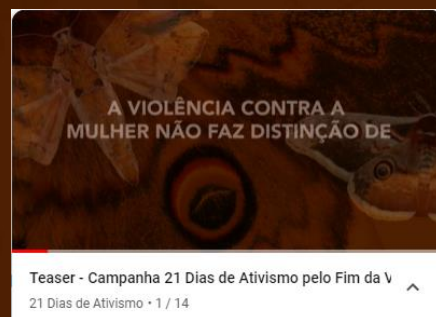 A VIOLÊNCIA CONTRA A
MULHER NÃO FAZ DISTINÇÃO DE
Teaser - Campanha 21 Dias de Ativismo pelo Fim da
21 Dias de Ativismo • 1 / 14